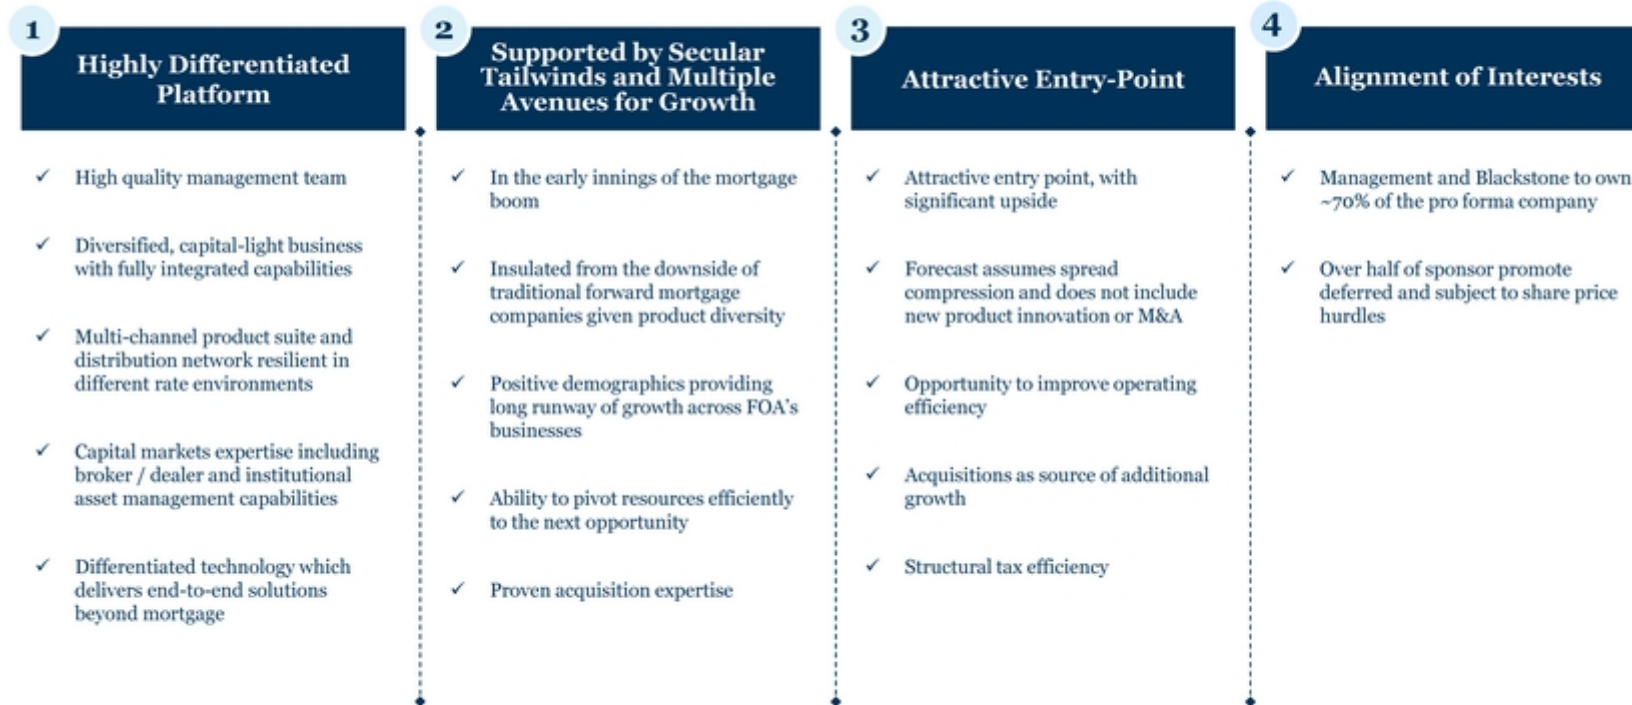 1
Highly Differentiated
Platform
✓ High quality management team
✓ Diversified, capital-light business
with fully integrated capabilities
✓ Multi-channel product suite and
distribution network resilient in
different rate environments
✓ Capital markets expertise including
broker / dealer and institutional
asset management capabilities
✓ Differentiated technology which
delivers end-to-end solutions
beyond mortgage
2
Supported by Secular
Tailwinds and Multiple
Avenues for Growth
✓ In the early innings of the mortgage
boom
✓ Insulated from the downside of
traditional forward mortgage
companies given product diversity
✓ Positive demographics providing
long runway of growth across FOA's
businesses
✓ Ability to pivot resources efficiently
to the next opportunity
✓ Proven acquisition expertise
3
Attractive Entry-Point
✓ Attractive entry point, with
significant upside
✓ Forecast assumes spread
compression and does not include
new product innovation or M&A
✓ Opportunity to improve operating
efficiency
✓ Acquisitions as source of additional
growth
✓ Structural tax efficiency
4
Alignment of Interests
✓ Management and Blackstone to own
~70% of the pro forma company
✓ Over half of sponsor promote
deferred and subject to share price
hurdles